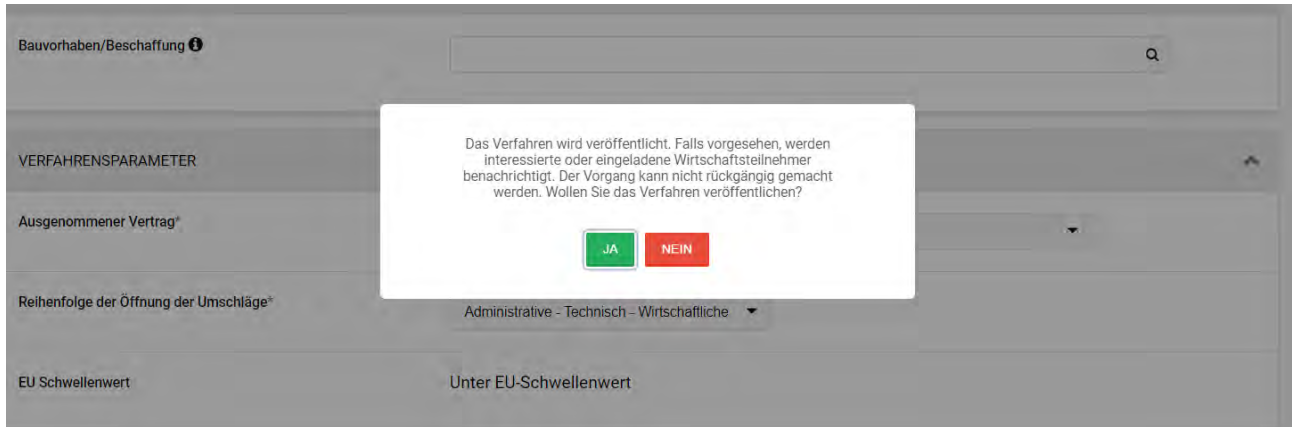 Bauvorhaben/Beschaffung
Das Verfahren wird veröffentlicht. Falls vorgesehen, werden
interessierte oder eingeladene Wirtschaftsteilnehmer
benachrichtigt. Der Vorgang kann nicht rückgängig gemacht
werden. Wollen Sie das Verfahren veröffentlichen?
JA NEIN
VERFAHRENSPARAMETER
Ausgenommener Vertrag*
Reihenfolge der Öffnung der Umschläge*
Administrative - Technisch - Wirtschaftliche
EU Schwellenwert
Unter EU-Schwellenwert